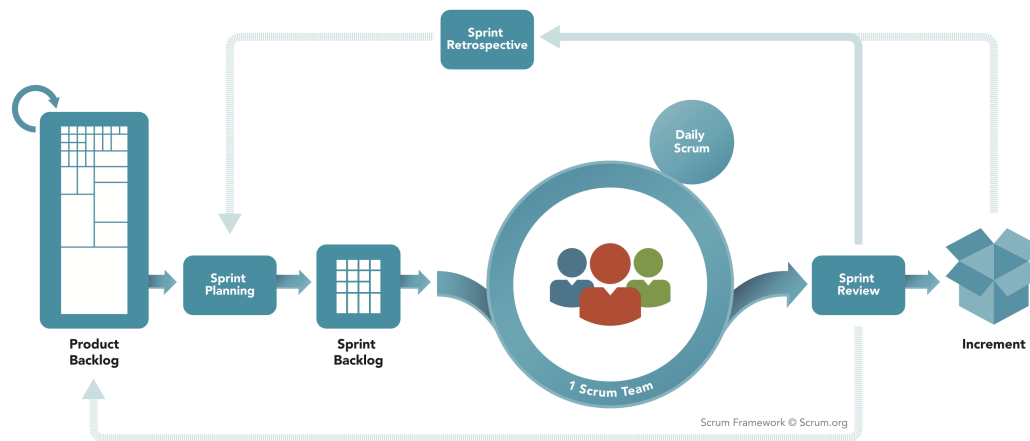 Sprint
Retrospective
Daily
Scrum
Sprint
Planning
Sprint
Review
Product
Backlog
Sprint
Backlog
Increment
1 Scrum Team
Scrum Framework © Scrum.org